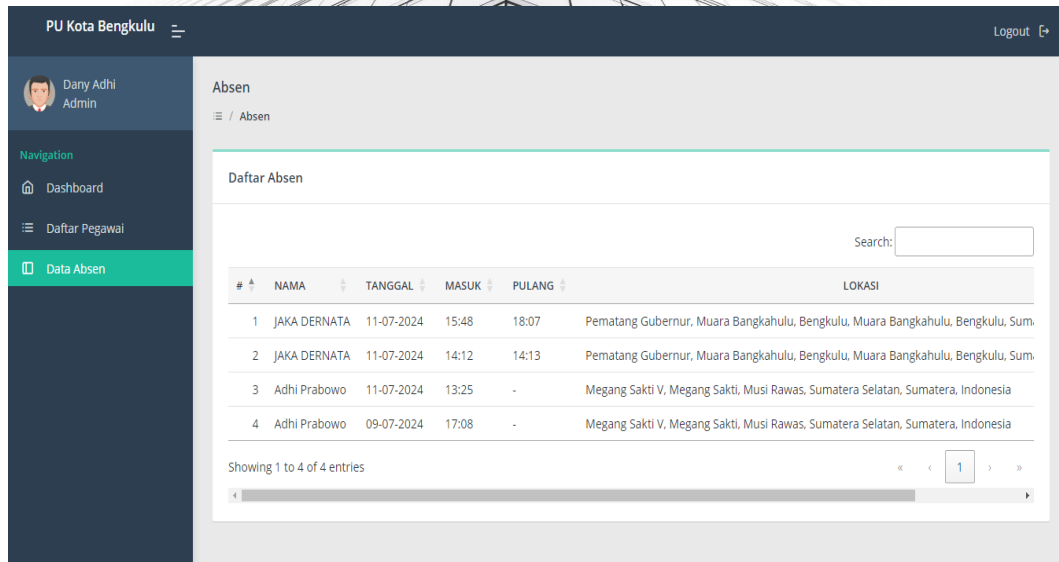 PU Kota Bengkulu
Logout
Dany Adhi
Admin
Navigation
Dashboard
Daftar Pegawai
Data Absen
Absen
/ Absen
Daftar Absen
Search:
# NAMA TANGGAL MASUK PULANG LOKASI
1 JAKA DERNATA 11-07-2024 15:48 18:07 Pematang Gubernur, Muara Bangkahulu, Bengkulu, Muara Bangkahulu, Bengkulu,
2 JAKA DERNATA 11-07-2024 14:12 14:13 Pematang Gubernur, Muara Bangkahulu, Bengkulu, Muara Bangkahulu, Bengkulu,
3 Adhi Prabowo 11-07-2024 13:25 - Megang Sakti V, Megang Sakti, Musi Rawas, Sumatera Selatan, Sumatera, Indonesia
4 Adhi Prabowo 09-07-2024 17:08 - Megang Sakti V, Megang Sakti, Musi Rawas, Sumatera Selatan, Sumatera, Indonesia
Showing 1 to 4 of 4 entries
« ‹ 1 › »